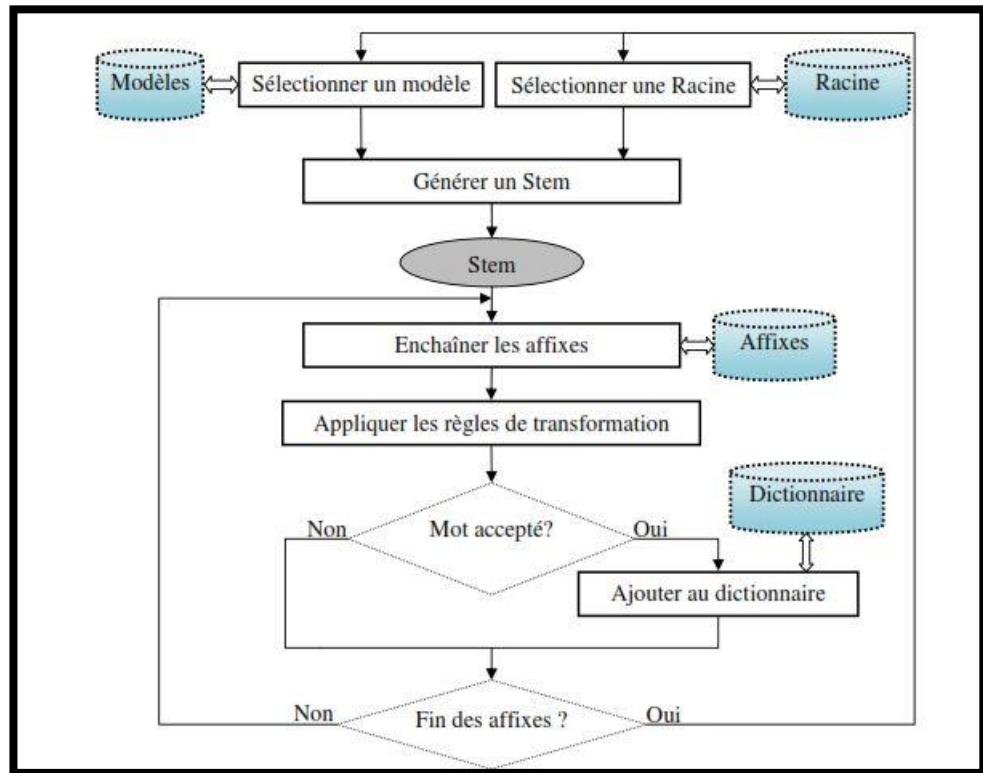 Modèles
Sélectionner un modèle
Sélectionner une Racine
Racine
Générer un Stem
Stem
Enchaîner les affixes
Affixes
Appliquer les règles de transformation
Dictionnaire
Non
Mot accepté?
Oui
Ajouter au dictionnaire
Non
Fin des affixes ?
Oui